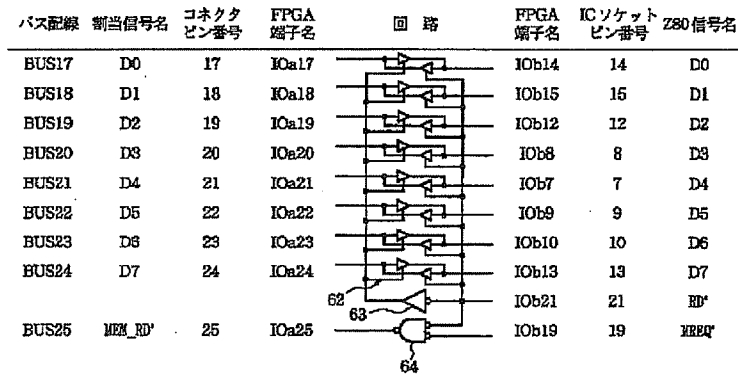 バス配線 割当信号名 コネクタピン番号 FPGA端子名 回路 FPGA端子名 ICソケットピン番号 Z80信号名
BUS17 D0 17 IOa17 IOb14 14 D0
BUS18 D1 18 IOa18 IOb15 15 D1
BUS19 D2 19 IOa19 IOb12 12 D2
BUS20 D3 20 IOa20 IOb8 8 D3
BUS21 D4 21 IOa21 IOb7 7 D4
BUS22 D5 22 IOa22 IOb9 9 D5
BUS23 D6 23 IOa23 IOb10 10 D6
BUS24 D7 24 IOa24 IOb13 13 D7
62 63 IOb21 21 RD*
BUS25 MEM_RD* 25 IOa25 IOb19 19 MREQ*
64